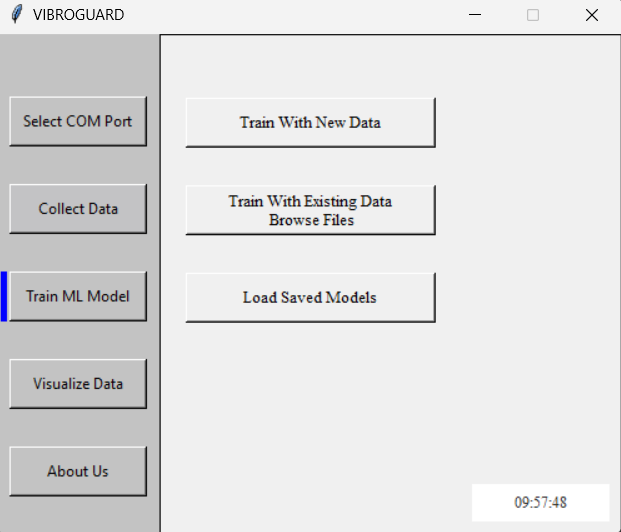 VIBROGUARD
Select COM Port
Collect Data
Train ML Model
Visualize Data
About Us
Train With New Data
Train With Existing Data
Browse Files
Load Saved Models
09:57:48